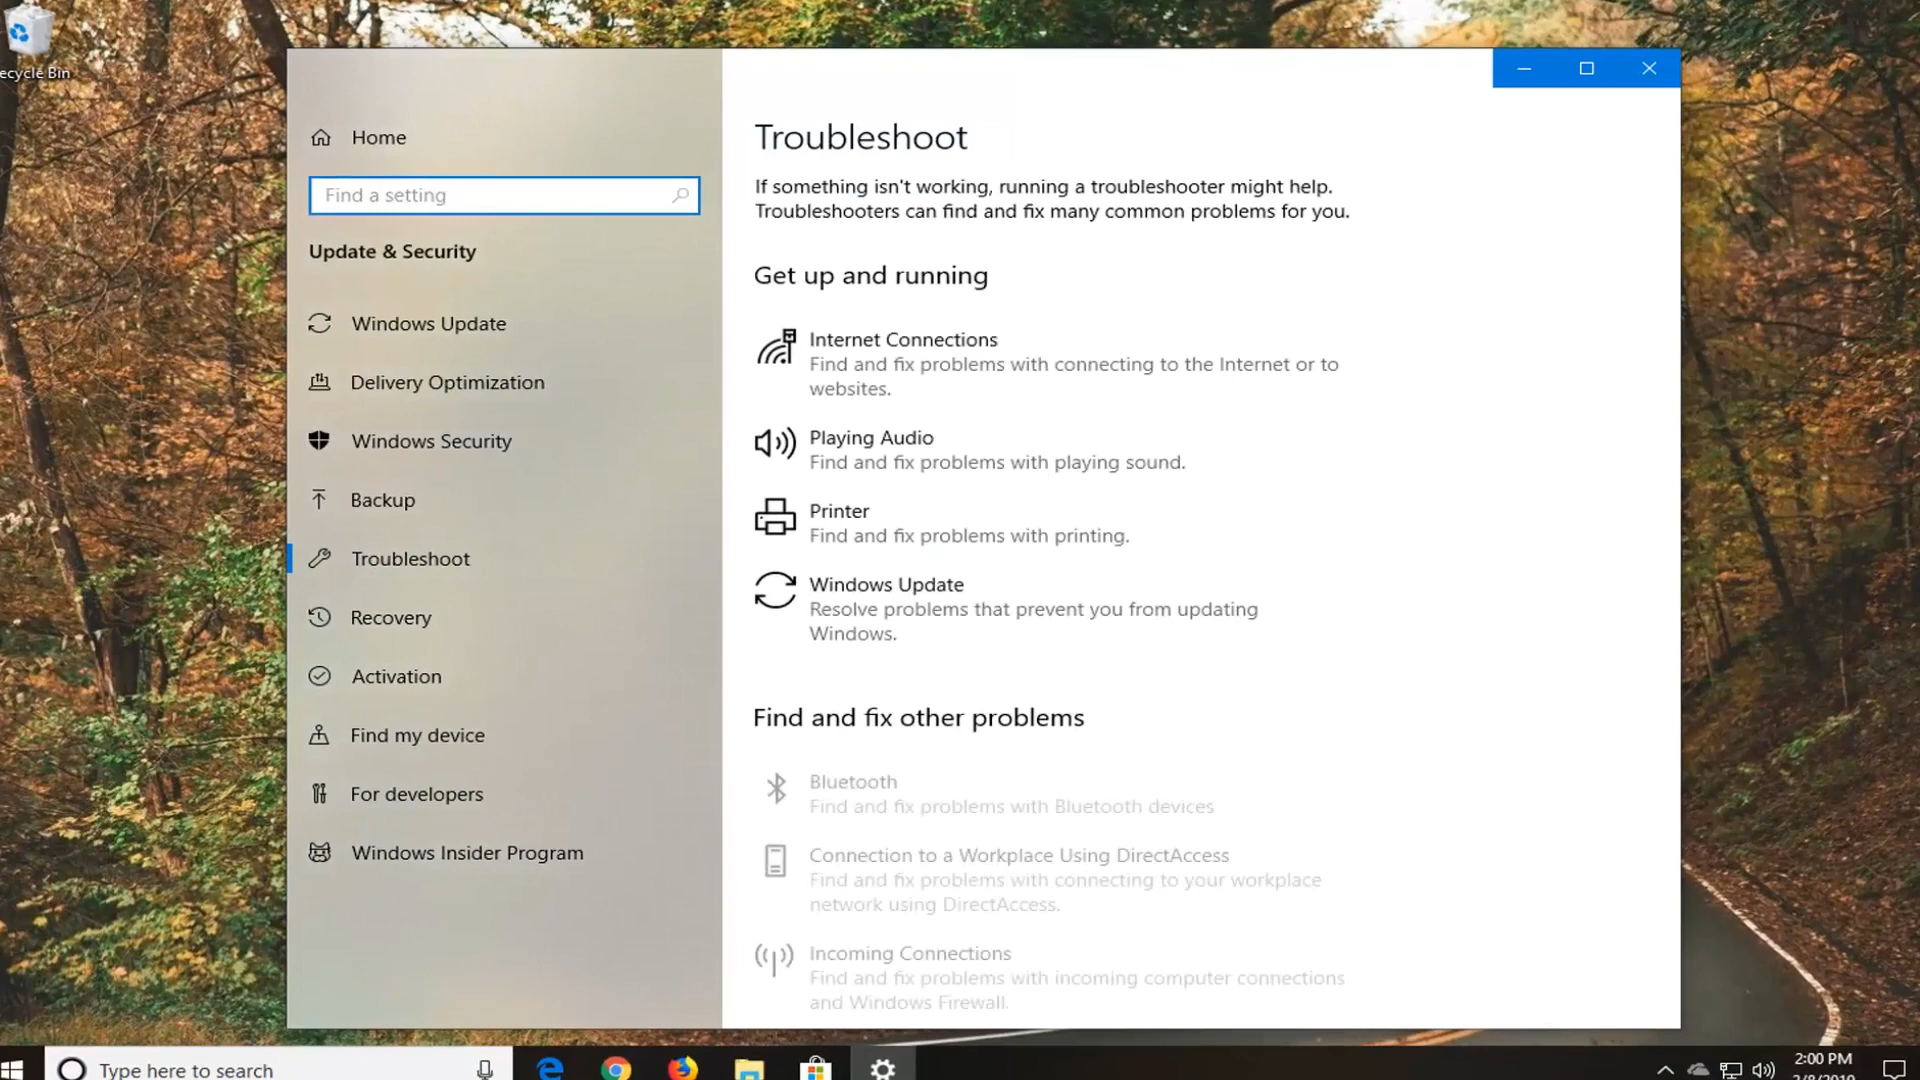 ecycle Bin
Home
Find a setting
Update & Security
Windows Update
Delivery Optimization
Windows Security
Backup
Troubleshoot
Recovery
Activation
Find my device
For developers
Windows Insider Program
Troubleshoot
If something isn't working, running a troubleshooter might help.
Troubleshooters can find and fix many common problems for you.
Get up and running
Internet Connections
Find and fix problems with connecting to the Internet or to
websites.
Playing Audio
Find and fix problems with playing sound.
Printer
Find and fix problems with printing.
Windows Update
Resolve problems that prevent you from updating
Windows.
Find and fix other problems
Bluetooth
Find and fix problems with Bluetooth devices
Connection to a Workplace Using DirectAccess
Find and fix problems with connecting to your workplace
network using DirectAccess.
Incoming Connections
Find and fix problems with incoming computer connections
and Windows Firewall.
Type here to search
2:00 PM
2/8/2019